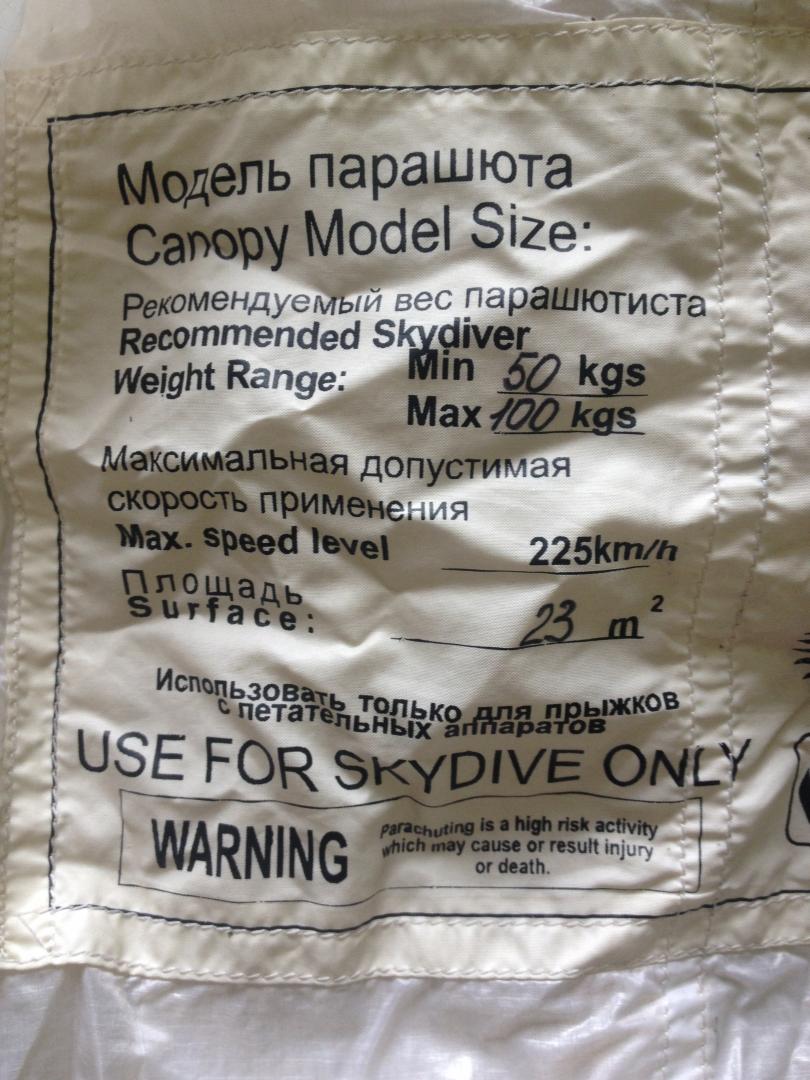 Модель парашюта
Canopy Model Size:
Рекомендуемый вес парашютиста
Recommended Skydiver
Weight Range: Min 50 kgs
Max 100 kgs
Максимальная допустимая
скорость применения
Max. speed level 225km/h
Площадь
Surface: 23 m²
Использовать только для прыжков
с летательных аппаратов
USE FOR SKYDIVE ONLY
WARNING
Parachuting is a high risk activity
which may cause or result injury
or death.